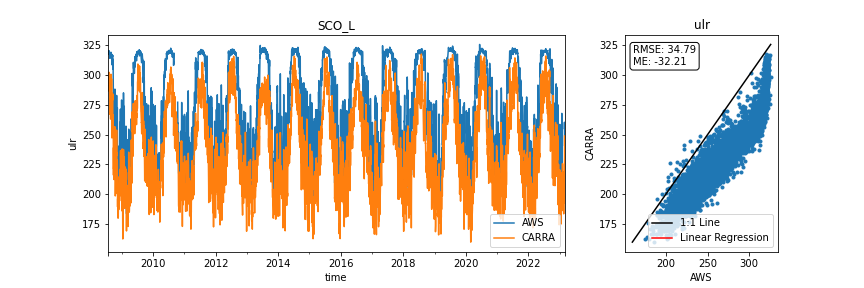 SCO_L
ulr
325
300
275
250
225
200
175
ulr
AWS
CARRA
2010
2012
2014
2016
2018
2020
2022
time
RMSE: 34.79
ME: -32.21
325
300
275
250
225
200
175
CARRA
1:1 Line
Linear Regression
200
250
300
AWS